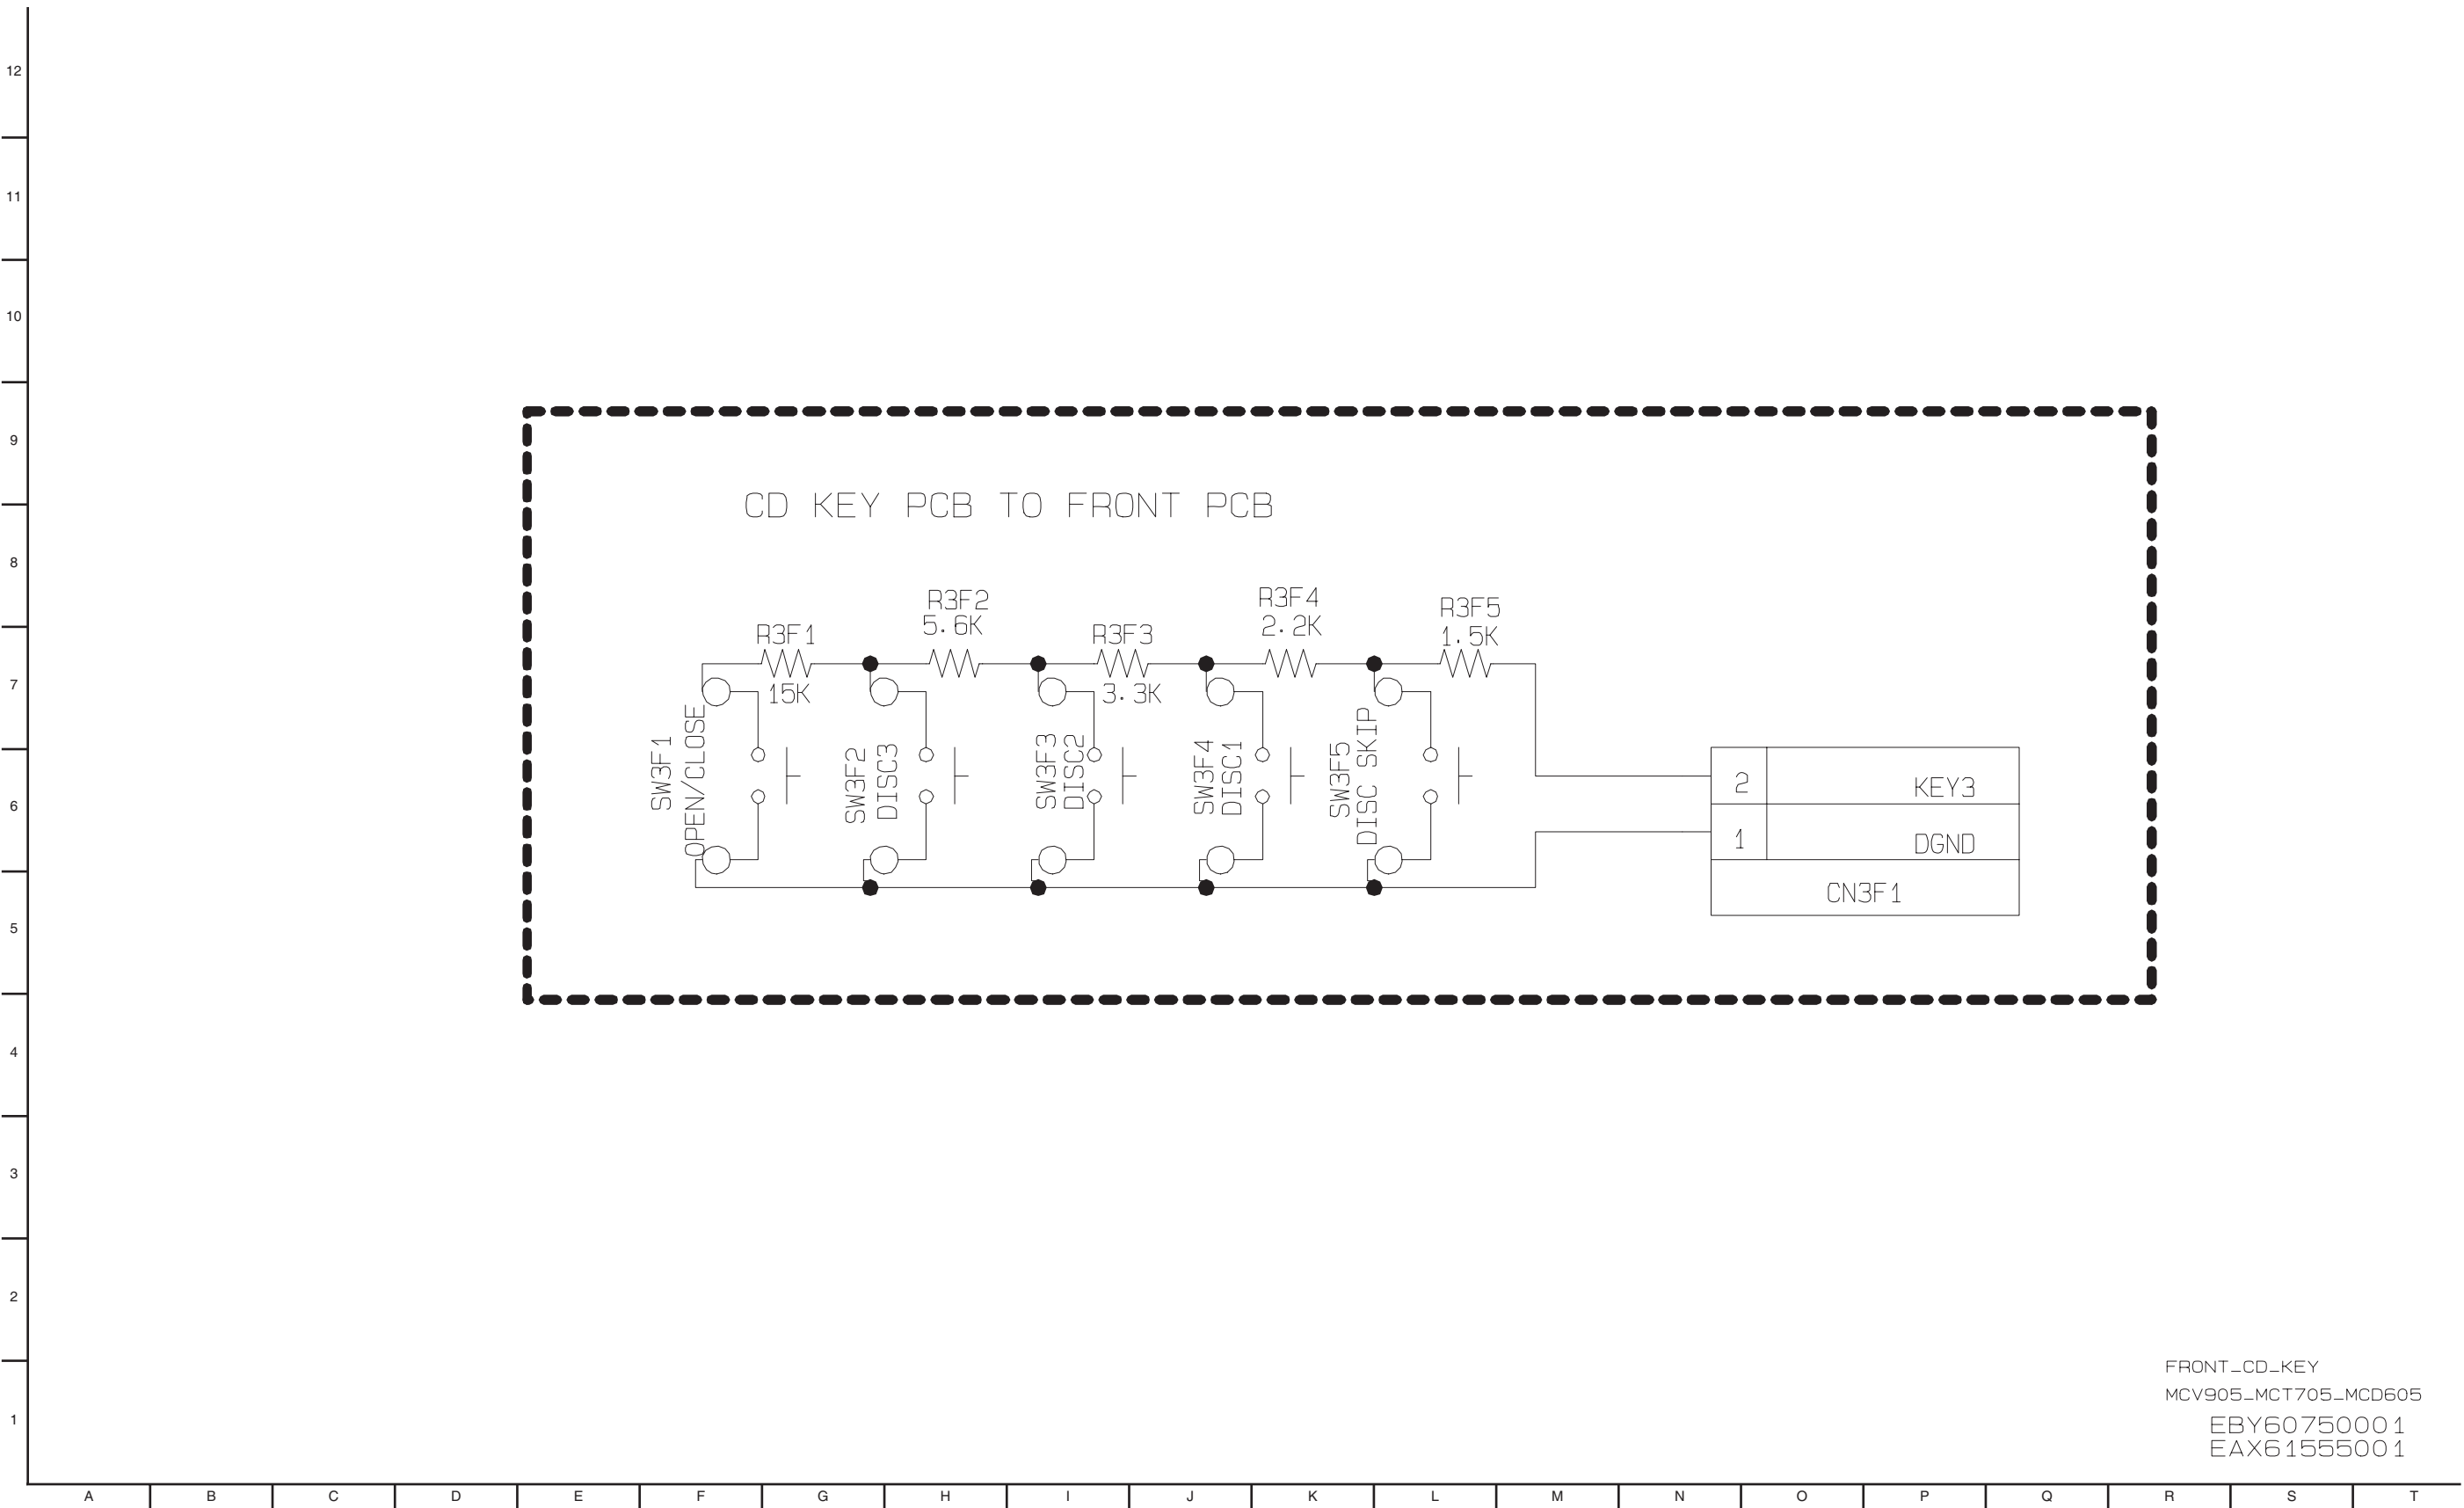 12
11
10
9
8
7
6
5
4
3
2
1
CD KEY PCB TO FRONT PCB
R3F1
15K
R3F2
5.6K
R3F3
3.3K
R3F4
2.2K
R3F5
1.5K
SW3F1
OPEN/CLOSE
SW3F2
DISC3
SW3F3
DISC2
SW3F4
DISC1
SW3F5
DISC SKIP
2 KEY3
1 DGND
CN3F1
FRONT_CD_KEY
MCV905_MCT705_MCD605
EBY60750001
EAX61555001
A B C D E F G H I J K L M N O P Q R S T